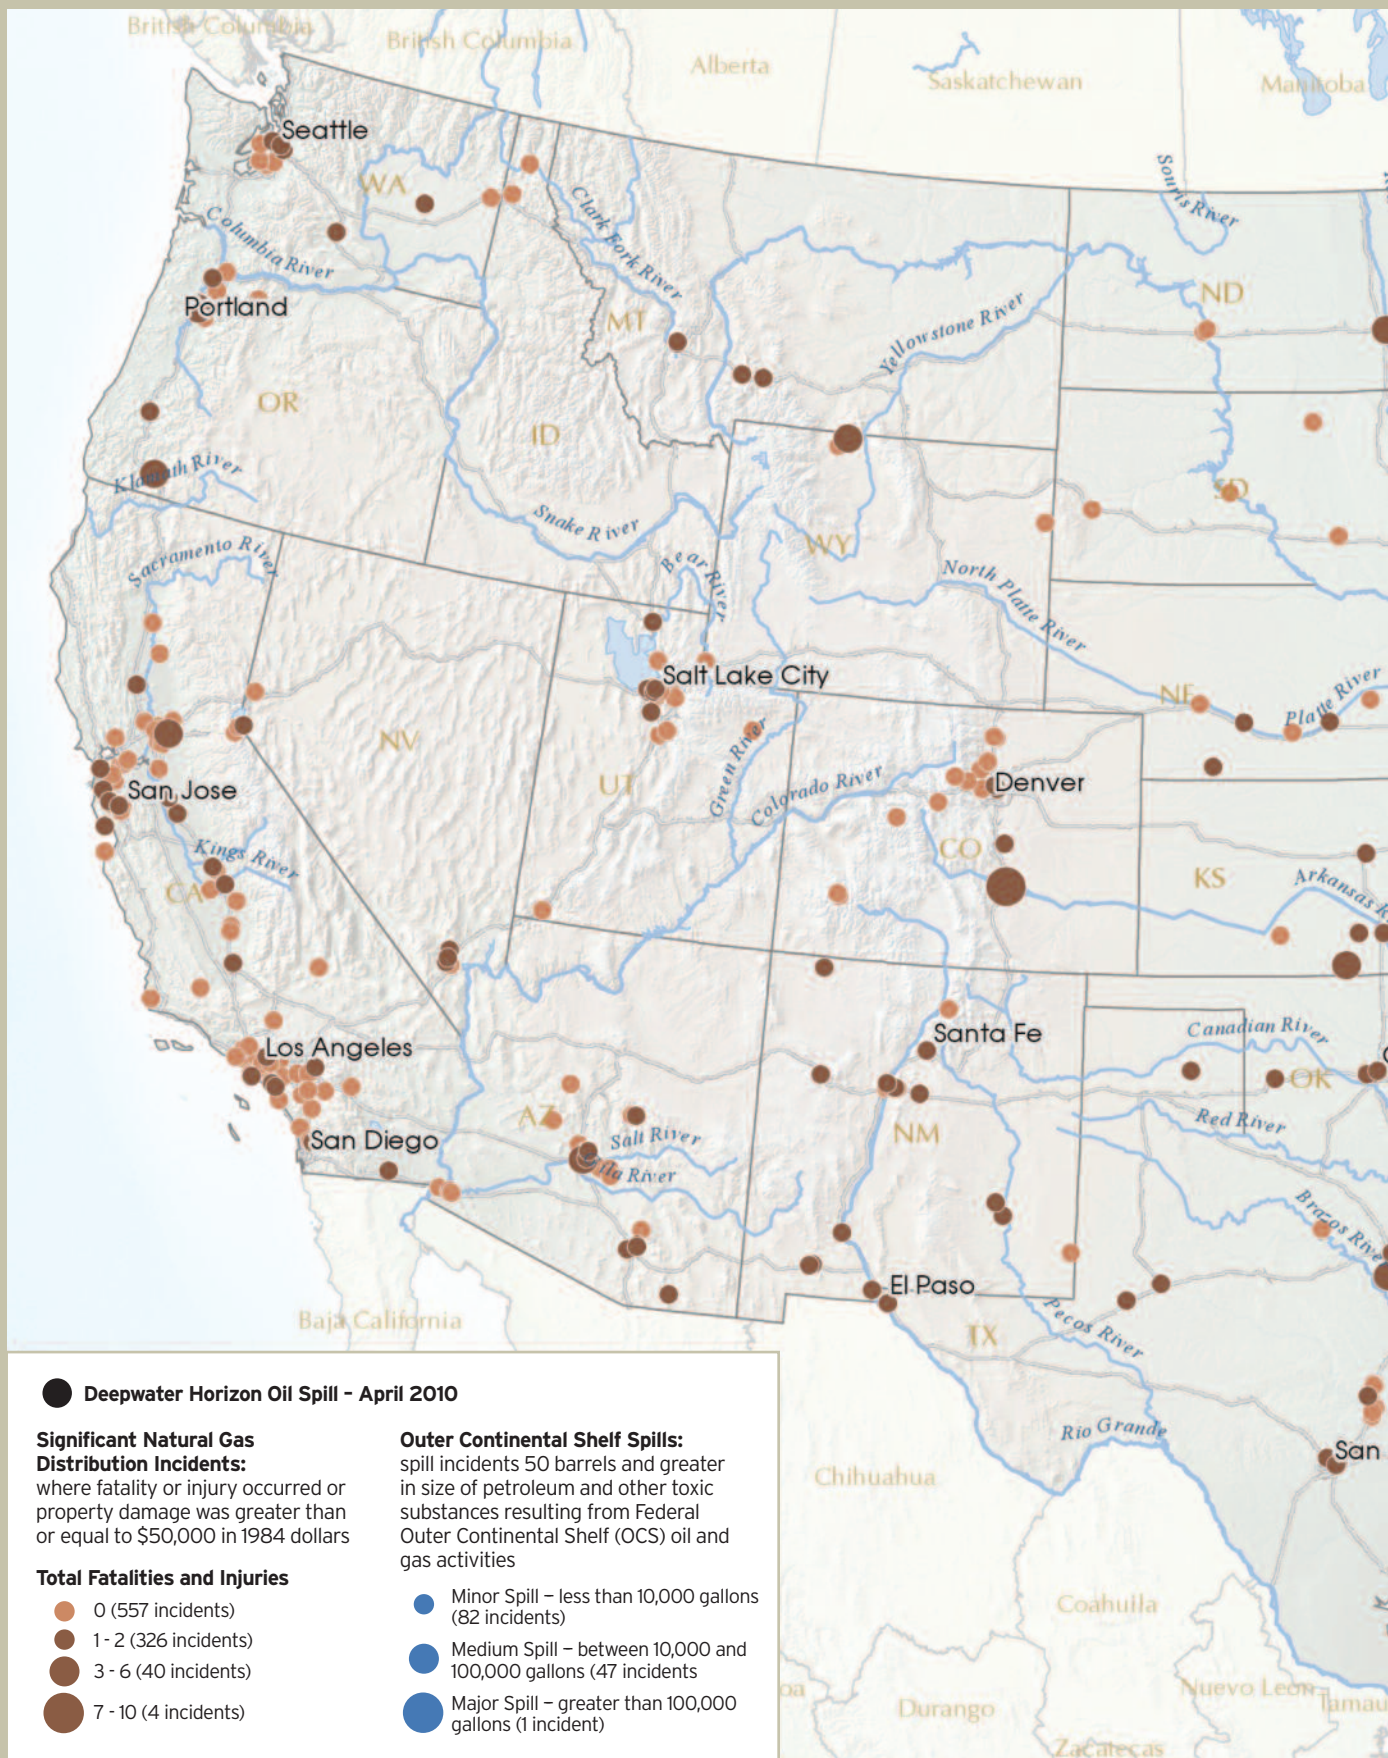 British Columbia
British Columbia
Alberta
Saskatchewan
Manitoba
Seattle
WA
Souris River
Clark Fork River
Columbia River
ND
Portland
MT
Yellowstone River
OR
ID
Klamath River
SD
Snake River
WY
Sacramento River
Bear River
North Platte River
Salt Lake City
NE
Platte River
NV
UT
Green River
Colorado River
Denver
San Jose
Kings River
CA
CO
KS
Arkansas R
Santa Fe
Canadian River
Los Angeles
OK
AZ
Red River
NM
San Diego
Salt River
ila River
Brazos Rive
El Paso
Baja California
TX
Pecos River
Rio Grande
San
Chihuahua
Coahuila
Nuevo Leon
Tamau
oa
Durango
Zacatecas
Deepwater Horizon Oil Spill – April 2010
Significant Natural Gas
Distribution Incidents:
where fatality or injury occurred or
property damage was greater than
or equal to $50,000 in 1984 dollars
Total Fatalities and Injuries
0 (557 incidents)
1 - 2 (326 incidents)
3 - 6 (40 incidents)
7 - 10 (4 incidents)
Outer Continental Shelf Spills:
spill incidents 50 barrels and greater
in size of petroleum and other toxic
substances resulting from Federal
Outer Continental Shelf (OCS) oil and
gas activities
Minor Spill – less than 10,000 gallons
(82 incidents)
Medium Spill – between 10,000 and
100,000 gallons (47 incidents
Major Spill – greater than 100,000
gallons (1 incident)